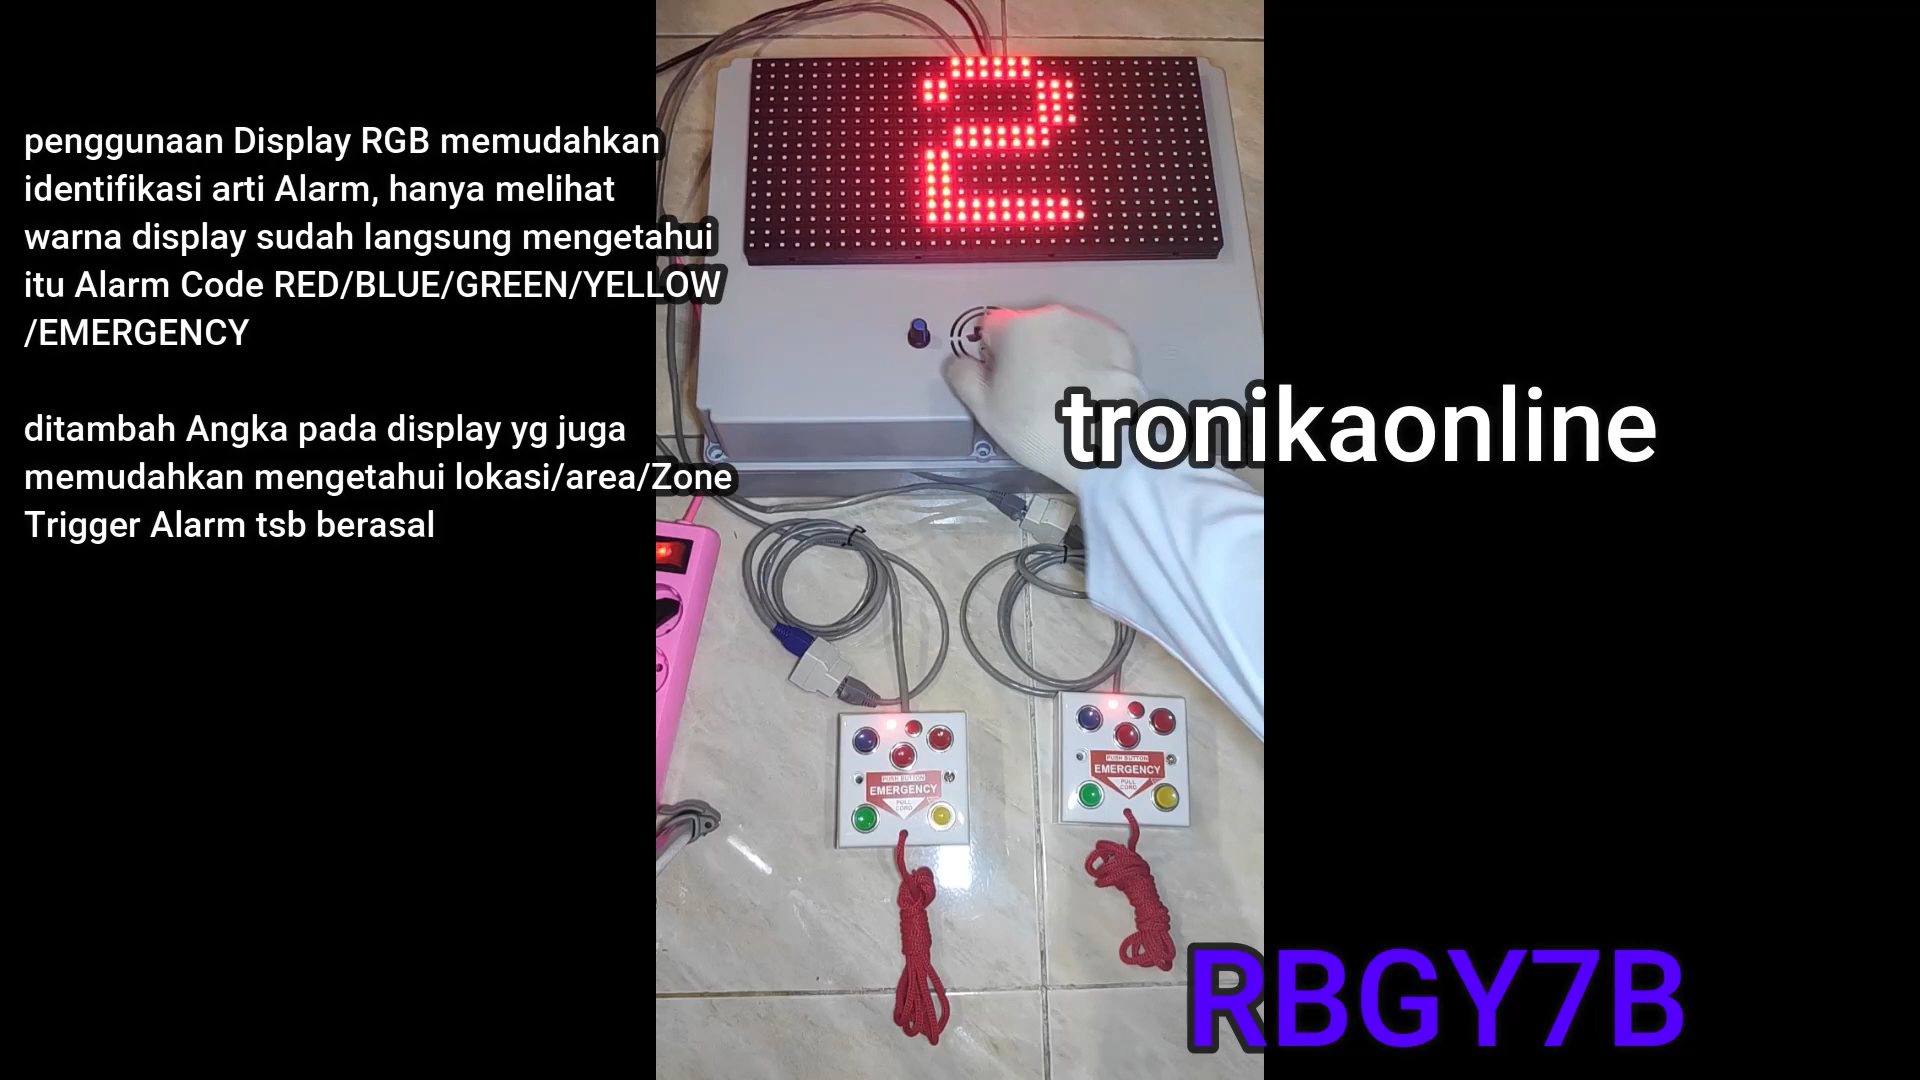 penggunaan Display RGB memudahkan
identifikasi arti Alarm, hanya melihat
warna display sudah langsung mengetahui
itu Alarm Code RED/BLUE/GREEN/YELLOW
/EMERGENCY
ditambah Angka pada display yg juga
memudahkan mengetahui lokasi/area/Zone
Trigger Alarm tsb berasal
2
tronikaonline
PUSH BUTTON
EMERGENCY
PULL
CORD
PUSH BUTTON
EMERGENCY
PULL
CORD
RBGY7B